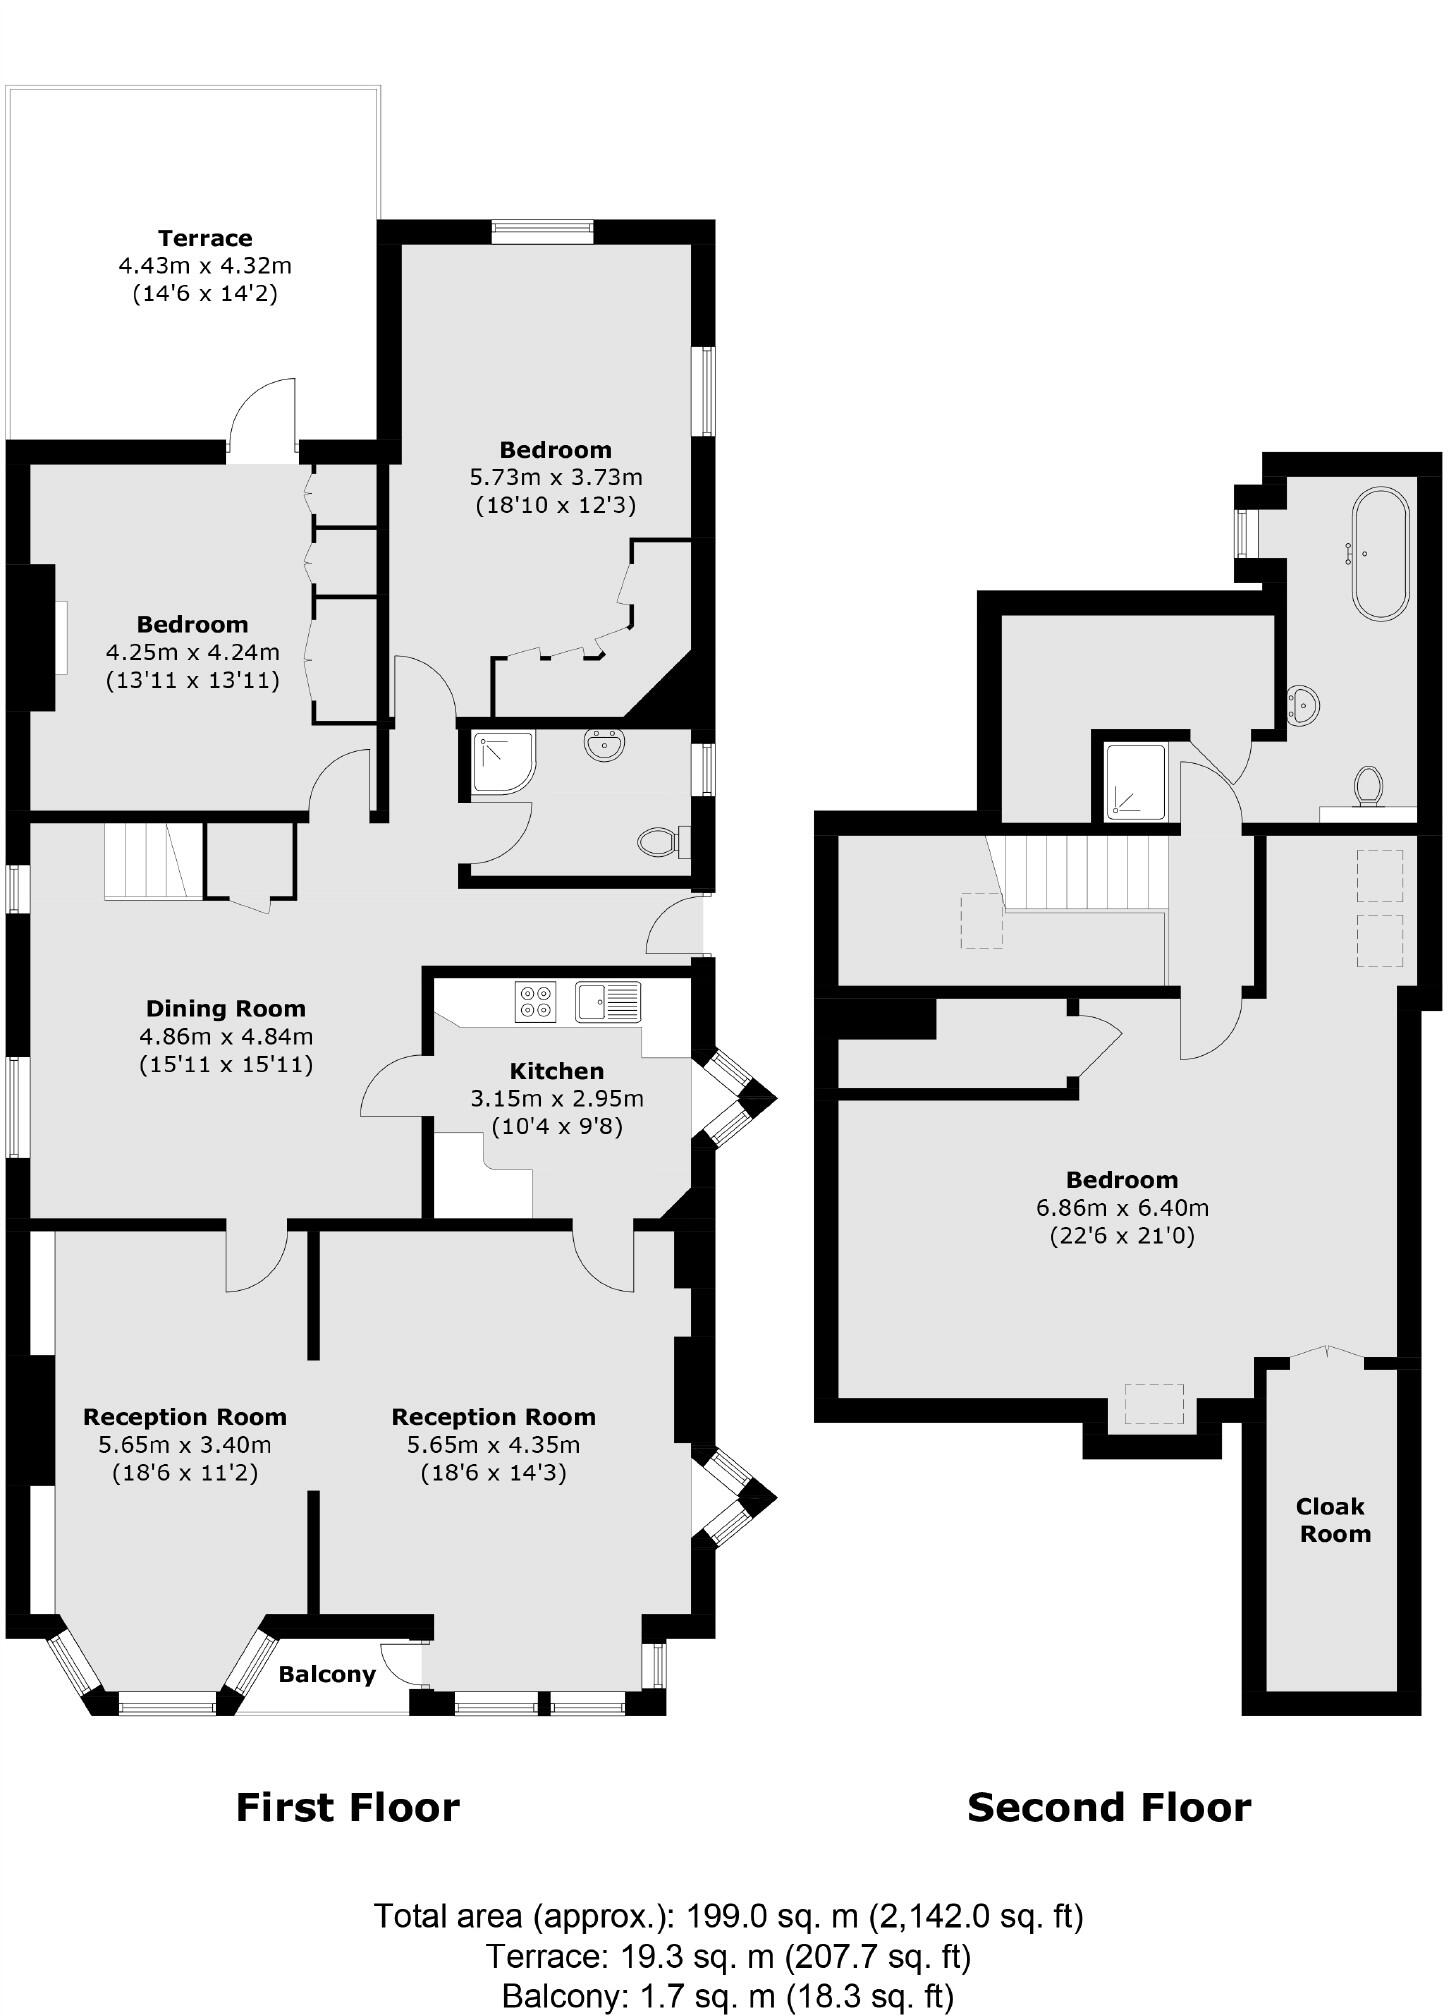 Terrace
4.43m x 4.32m
(14'6 x 14'2)
Bedroom
5.73m x 3.73m
(18'10 x 12'3)
Bedroom
4.25m x 4.24m
(13'11 x 13'11)
Dining Room
4.86m x 4.84m
(15'11 x 15'11)
Kitchen
3.15m x 2.95m
(10'4 x 9'8)
Reception Room
5.65m x 3.40m
(18'6 x 11'2)
Reception Room
5.65m x 4.35m
(18'6 x 14'3)
Balcony
First Floor
Bedroom
6.86m x 6.40m
(22'6 x 21'0)
Cloak
Room
Second Floor
Total area (approx.): 199.0 sq. m (2,142.0 sq. ft)
Terrace: 19.3 sq. m (207.7 sq. ft)
Balcony: 1.7 sq. m (18.3 sq. ft)